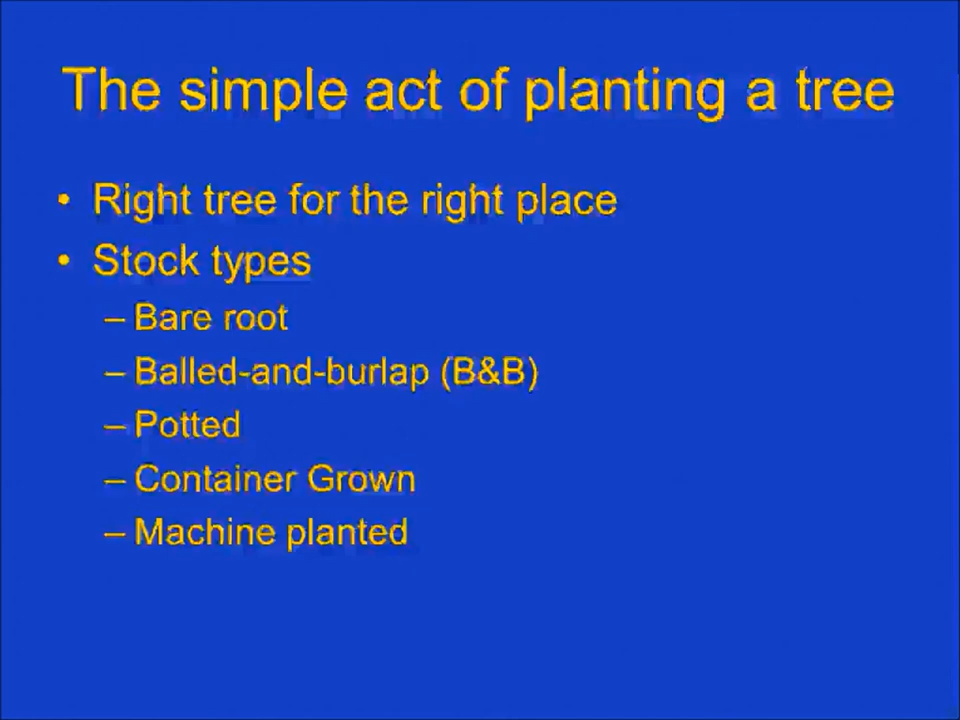 The simple act of planting a tree
• Right tree for the right place
• Stock types
– Bare root
– Balled-and-burlap (B&B)
– Potted
– Container Grown
– Machine planted